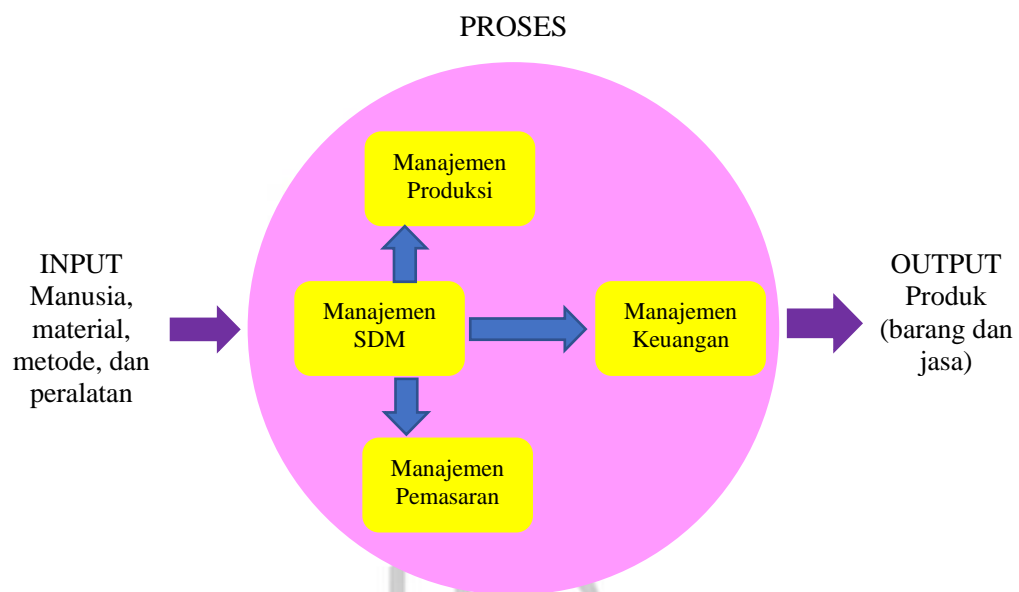 PROSES
Manajemen
Produksi
INPUT
Manusia,
material,
metode, dan
peralatan
Manajemen
SDM
Manajemen
Keuangan
OUTPUT
Produk
(barang dan
jasa)
Manajemen
Pemasaran